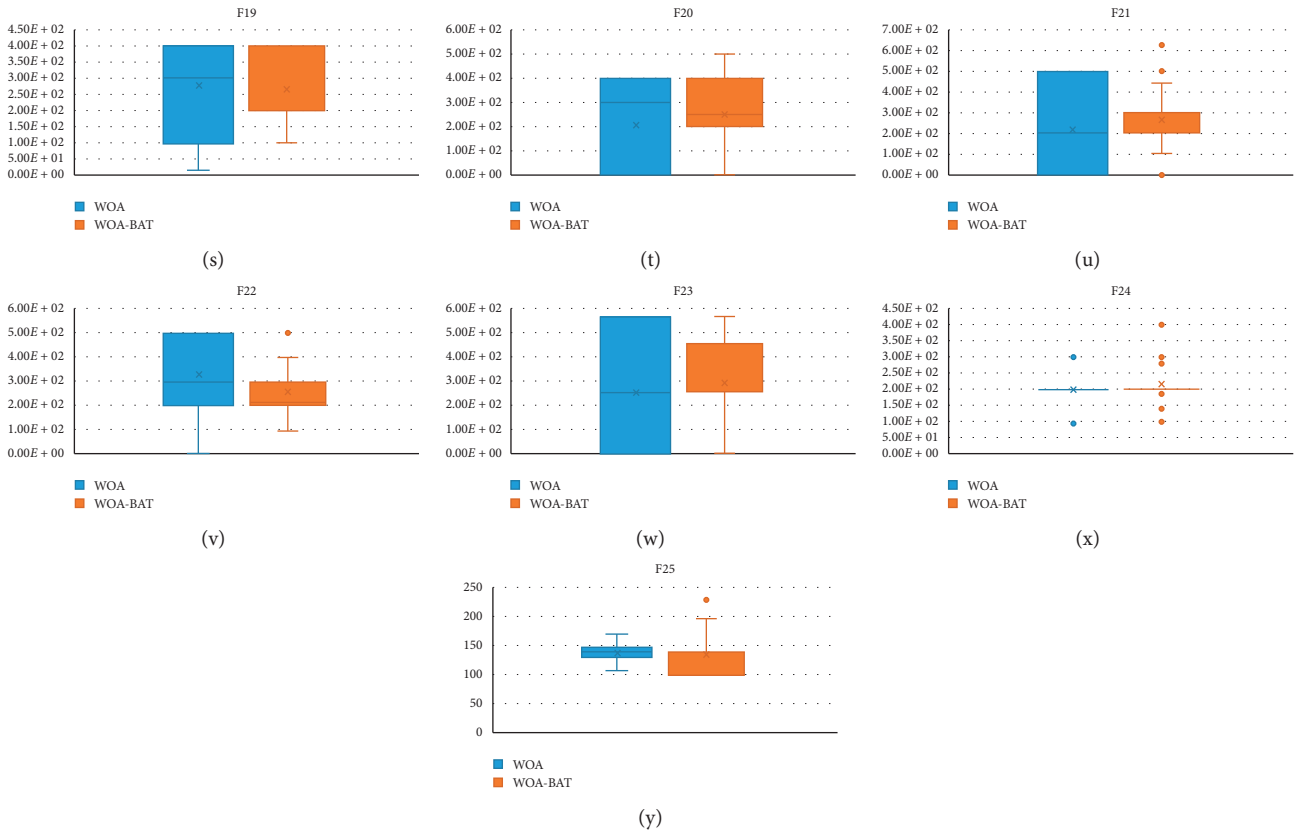 F19
4.50E + 02
4.00E + 02
3.50E + 02
3.00E + 02
2.50E + 02
2.00E + 02
1.50E + 02
1.00E + 02
5.00E + 01
0.00E + 00
WOA
WOA-BAT
(s)
F20
6.00E + 02
5.00E + 02
4.00E + 02
3.00E + 02
2.00E + 02
1.00E + 02
0.00E + 00
WOA
WOA-BAT
(t)
F21
7.00E + 02
6.00E + 02
5.00E + 02
4.00E + 02
3.00E + 02
2.00E + 02
1.00E + 02
0.00E + 00
WOA
WOA-BAT
(u)
F22
6.00E + 02
5.00E + 02
4.00E + 02
3.00E + 02
2.00E + 02
1.00E + 02
0.00E + 00
WOA
WOA-BAT
(v)
F23
6.00E + 02
5.00E + 02
4.00E + 02
3.00E + 02
2.00E + 02
1.00E + 02
0.00E + 00
WOA
WOA-BAT
(w)
F24
4.50E + 02
4.00E + 02
3.50E + 02
3.00E + 02
2.50E + 02
2.00E + 02
1.50E + 02
1.00E + 02
5.00E + 01
0.00E + 00
WOA
WOA-BAT
(x)
F25
250
200
150
100
50
0
WOA
WOA-BAT
(y)